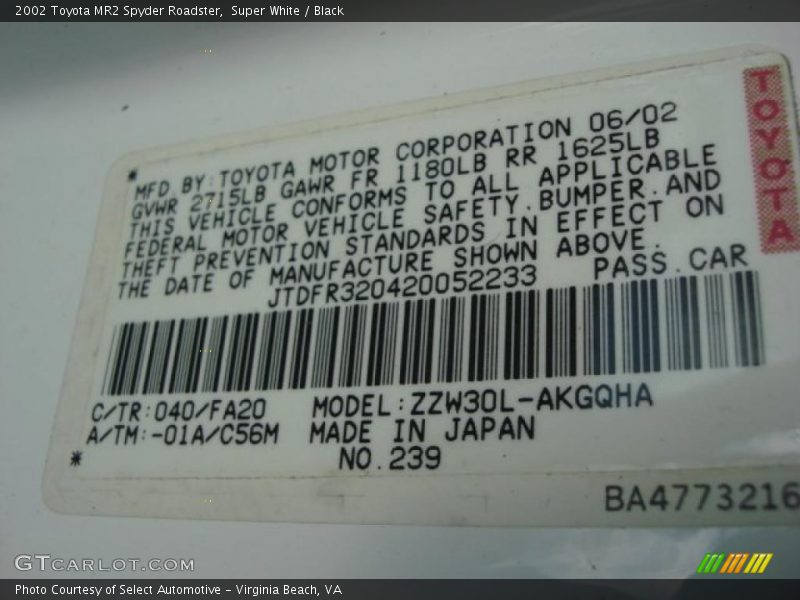 2002 Toyota MR2 Spyder Roadster,  Super White / Black
TOYOTA
MFD BY:TOYOTA MOTOR CORPORATION 06/02
GVWR 2715LB GAWR FR 1180LB RR 1625LB
THIS VEHICLE CONFORMS TO ALL APPLICABLE
FEDERAL MOTOR VEHICLE SAFETY.BUMPER.AND
THEFT PREVENTION STANDARDS IN EFFECT ON
THE DATE OF MANUFACTURE SHOWN ABOVE.
JTDFR320420052233 PASS.CAR
C/TR:040/FA20 MODEL:ZZW30L-AKGQHA
A/TM:-01A/C56M MADE IN JAPAN
NO.239
BA4773216
GTCARLOT.COM
Photo Courtesy of Select Automotive - Virginia Beach, VA